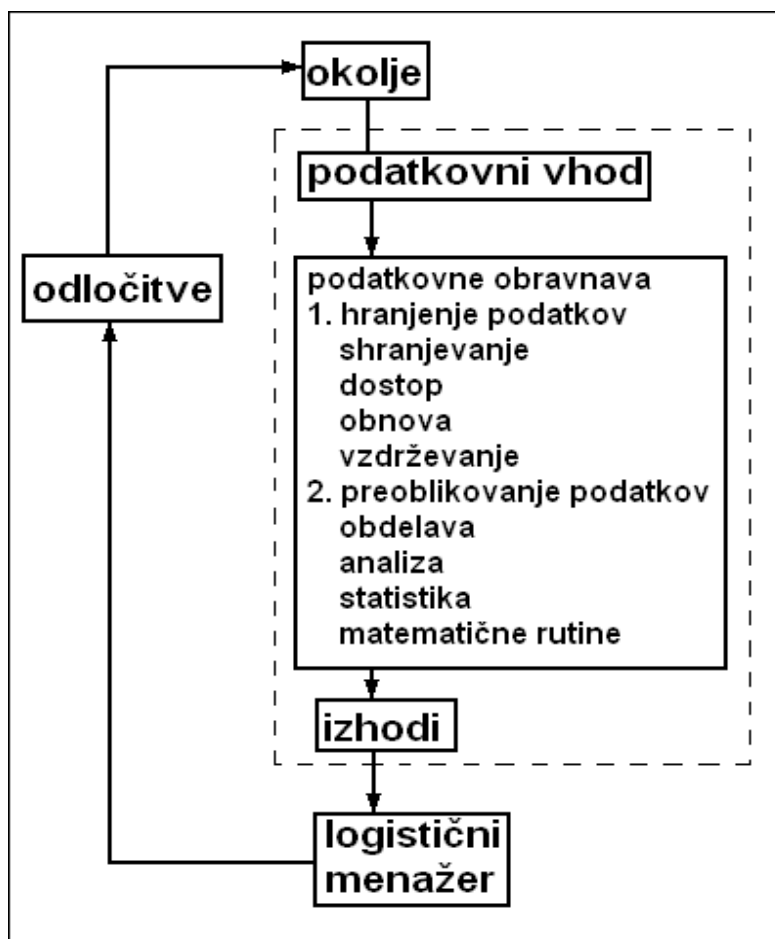 okolje
podatkovni vhod
odločitve
podatkovne obravnava
1. hranjenje podatkov
shranjevanje
dostop
obnova
vzdrževanje
2. preoblikovanje podatkov
obdelava
analiza
statistika
matematične rutine
izhodi
logistični
menažer